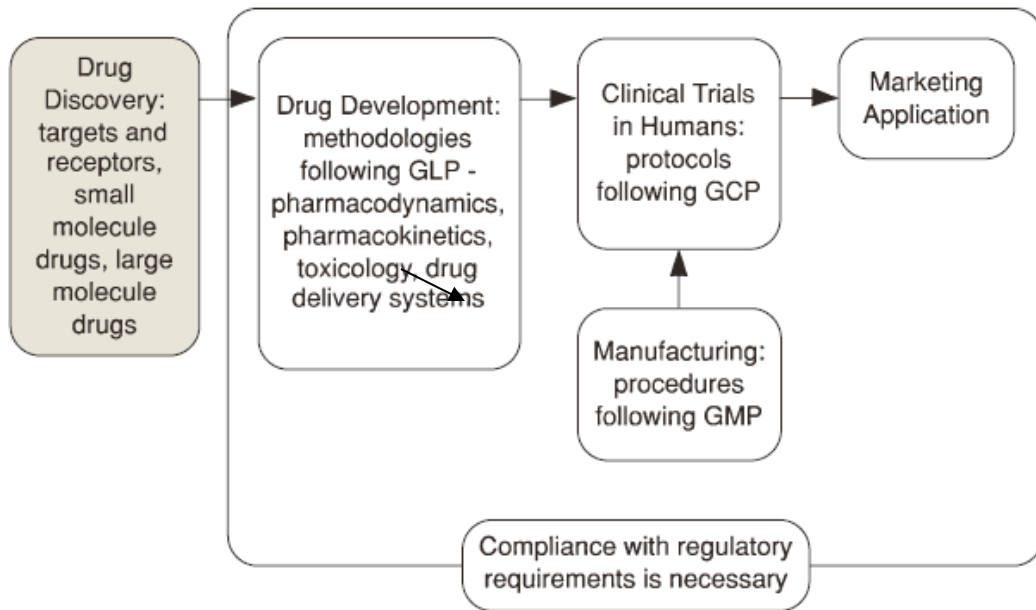 Drug
Discovery:
targets and
receptors,
small
molecule
drugs, large
molecule
drugs
Drug Development:
methodologies
following GLP -
pharmacodynamics,
pharmacokinetics,
toxicology, drug
delivery systems
Clinical Trials
in Humans:
protocols
following GCP
Marketing
Application
Manufacturing:
procedures
following GMP
Compliance with regulatory
requirements is necessary